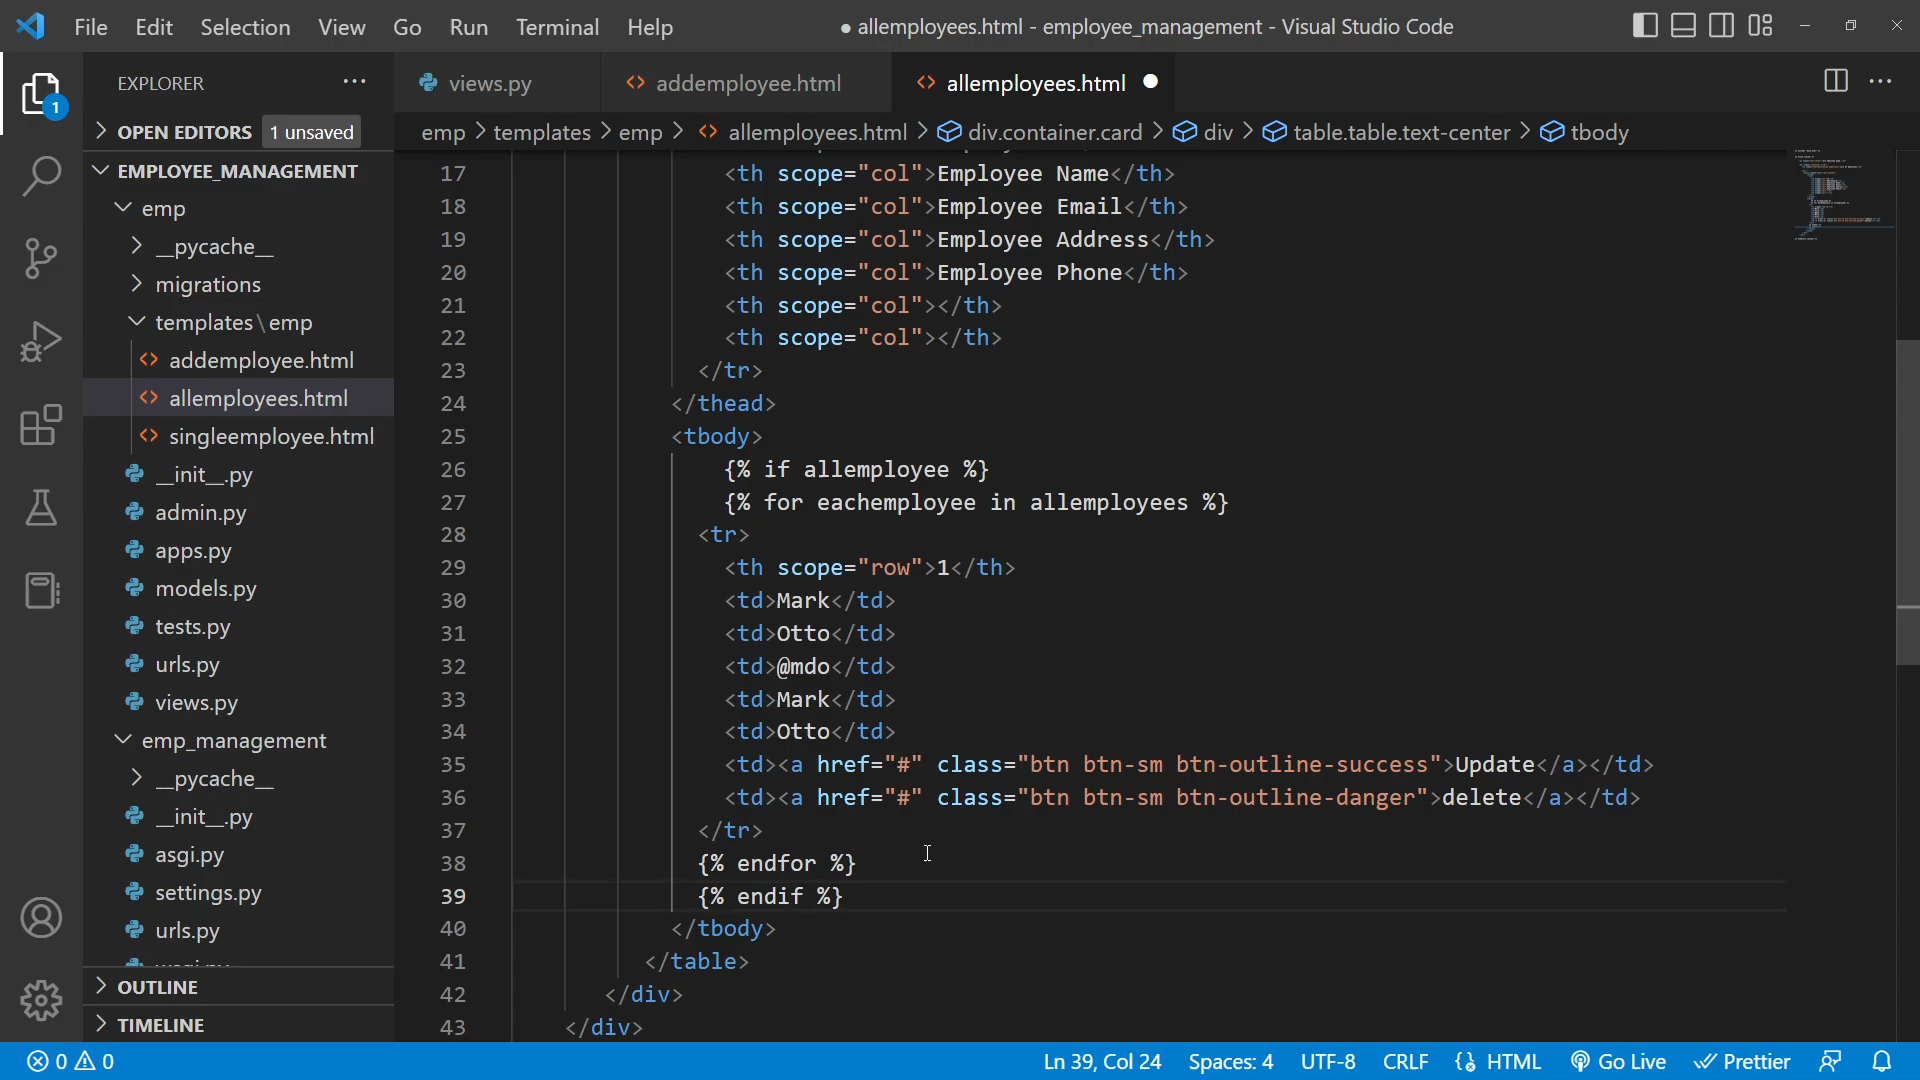 File Edit Selection View Go Run Terminal Help
● allemployees.html - employee_management - Visual Studio Code
EXPLORER
views.py
addemployee.html
allemployees.html
OPEN EDITORS 1 unsaved
emp > templates > emp > allemployees.html > div.container.card > div > table.table.text-center > tbody
1
EMPLOYEE_MANAGEMENT
emp
__pycache__
migrations
templates\emp
addemployee.html
allemployees.html
singleemployee.html
__init__.py
admin.py
apps.py
models.py
tests.py
urls.py
views.py
emp_management
__pycache__
__init__.py
asgi.py
settings.py
urls.py
OUTLINE
TIMELINE
17 <th scope="col">Employee Name</th>
18 <th scope="col">Employee Email</th>
19 <th scope="col">Employee Address</th>
20 <th scope="col">Employee Phone</th>
21 <th scope="col"></th>
22 <th scope="col"></th>
23 </tr>
24 </thead>
25 <tbody>
26 {% if allemployee %}
27 {% for eachemployee in allemployees %}
28 <tr>
29 <th scope="row">1</th>
30 <td>Mark</td>
31 <td>Otto</td>
32 <td>@mdo</td>
33 <td>Mark</td>
34 <td>Otto</td>
35 <td><a href="#" class="btn btn-sm btn-outline-success">Update</a></td>
36 <td><a href="#" class="btn btn-sm btn-outline-danger">delete</a></td>
37 </tr>
38 {% endfor %}
39 {% endif %}
40 </tbody>
41 </table>
42 </div>
43 </div>
0 0
Ln 39, Col 24 Spaces: 4 UTF-8 CRLF HTML Go Live Prettier